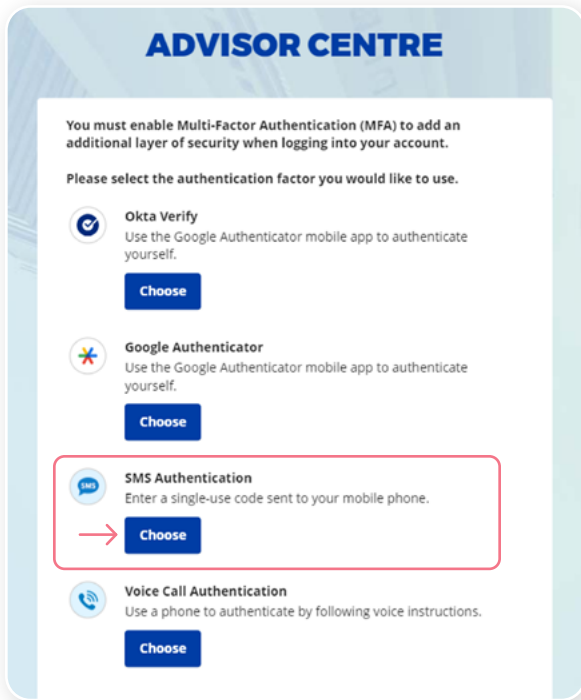 ADVISOR CENTRE
You must enable Multi-Factor Authentication (MFA) to add an
additional layer of security when logging into your account.
Please select the authentication factor you would like to use.
Okta Verify
Use the Google Authenticator mobile app to authenticate
yourself.
Choose
Google Authenticator
Use the Google Authenticator mobile app to authenticate
yourself.
Choose
SMS
SMS Authentication
Enter a single-use code sent to your mobile phone.
Choose
Voice Call Authentication
Use a phone to authenticate by following voice instructions.
Choose